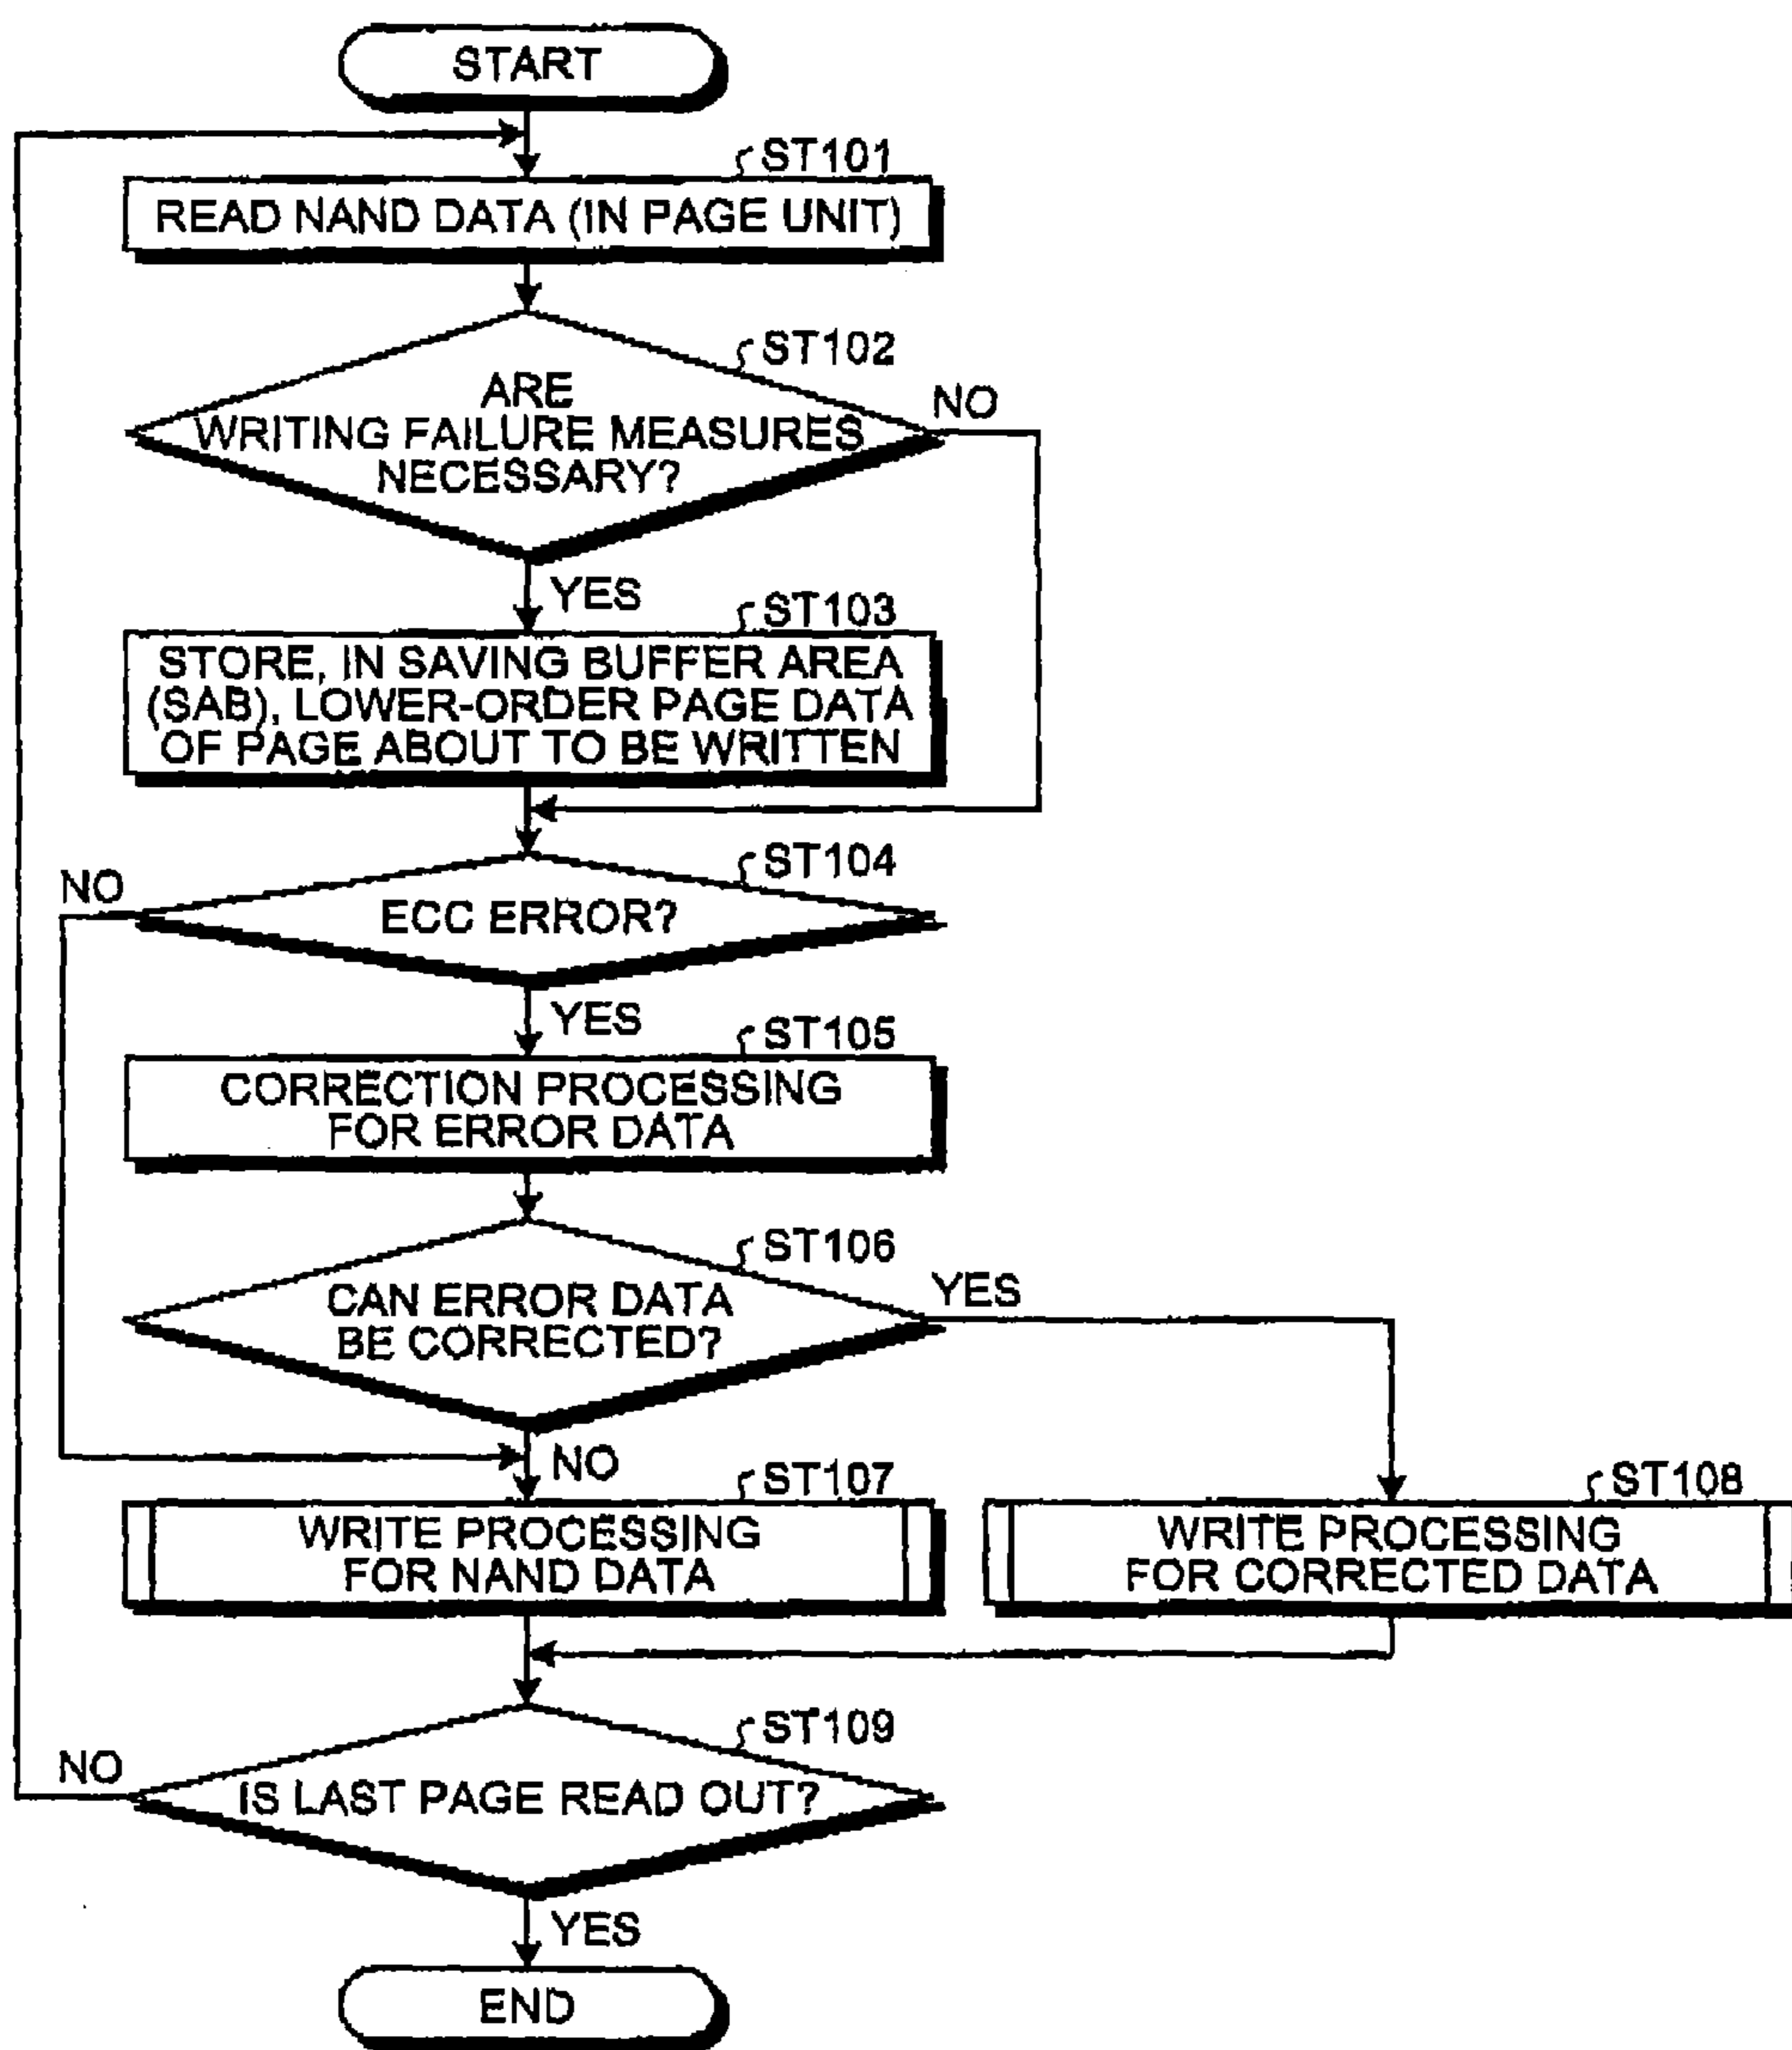 START
ST101
READ NAND DATA (IN PAGE UNIT)
ST102
ARE
WRITING FAILURE MEASURES
NECESSARY?
NO
YES
ST103
STORE, IN SAVING BUFFER AREA
(SAB), LOWER-ORDER PAGE DATA
OF PAGE ABOUT TO BE WRITTEN
ST104
NO
ECC ERROR?
YES
ST105
CORRECTION PROCESSING
FOR ERROR DATA
ST106
CAN ERROR DATA
BE CORRECTED?
YES
NO
ST107
WRITE PROCESSING
FOR NAND DATA
ST108
WRITE PROCESSING
FOR CORRECTED DATA
ST109
NO
IS LAST PAGE READ OUT?
YES
END